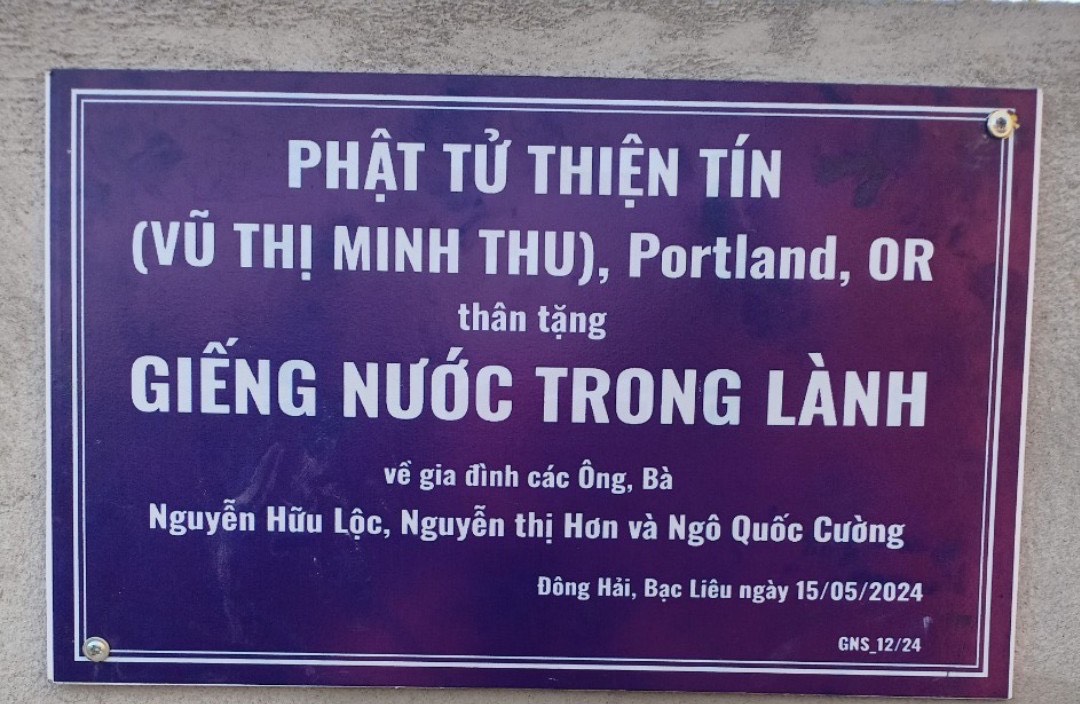 PHẬT TỬ THIỆN TÍN
(VŨ THỊ MINH THU), Portland, OR
thân tặng
GIẾNG NƯỚC TRONG LÀNH
về gia đình các Ông, Bà
Nguyễn Hữu Lộc, Nguyễn thị Hơn và Ngô Quốc Cường
Đông Hải, Bạc Liêu ngày 15/05/2024
GNS_12/24